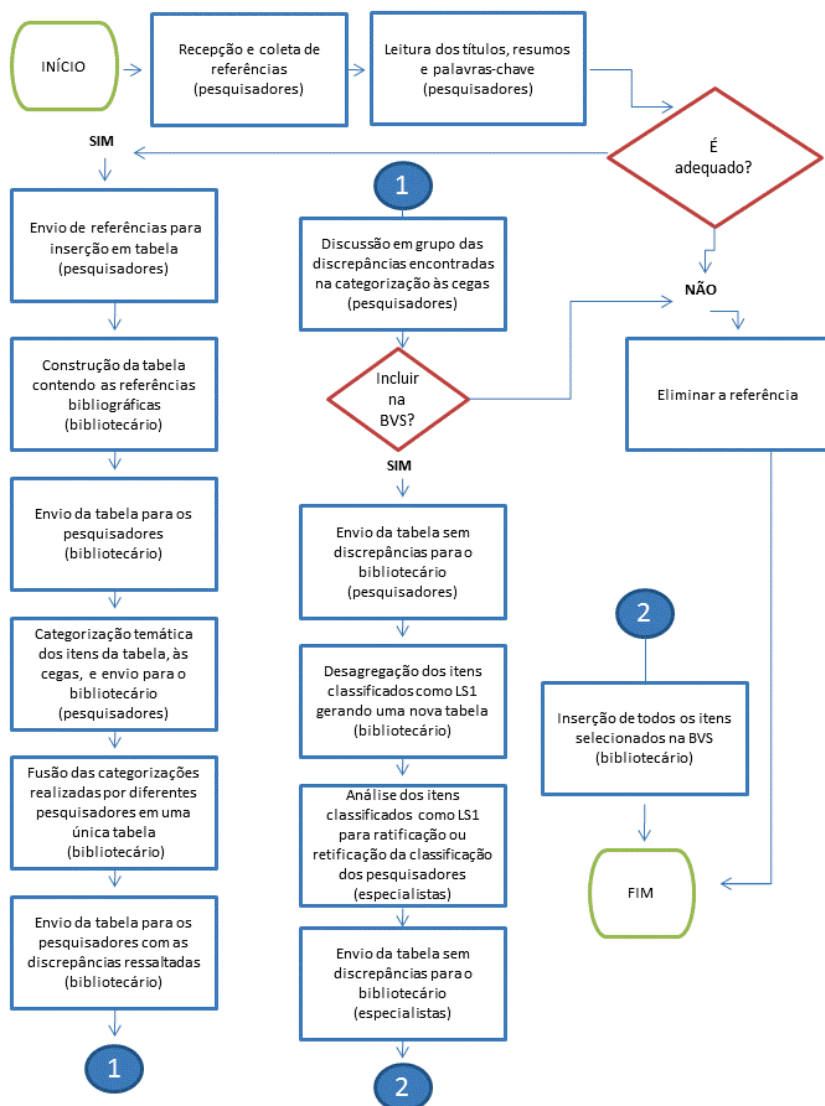 INÍCIO
Recepção e coleta de
referências
(pesquisadores)
Leitura dos títulos, resumos
e palavras-chave
(pesquisadores)
É
adequado?
SIM
Envio de referências para
inserção em tabela
(pesquisadores)
Construção da tabela
contendo as referências
bibliográficas
(bibliotecário)
Envio da tabela para os
pesquisadores
(bibliotecário)
Categorização temática
dos itens da tabela, às
cegas, e envio para o
bibliotecário
(pesquisadores)
Fusão das categorizações
realizadas por diferentes
pesquisadores em uma
única tabela
(bibliotecário)
Envio da tabela para os
pesquisadores com as
discrepâncias ressaltadas
(bibliotecário)
1
1
Discussão em grupo das
discrepâncias encontradas
na categorização às cegas
(pesquisadores)
Incluir
na
BVS?
SIM
Envio da tabela sem
discrepâncias para o
bibliotecário
(pesquisadores)
Desagregação dos itens
classificados como LS1
gerando uma nova tabela
(bibliotecário)
Análise dos itens
classificados como LS1
para ratificação ou
retificação da classificação
dos pesquisadores
(especialistas)
Envio da tabela sem
discrepâncias para o
bibliotecário
(especialistas)
2
NÃO
Eliminar a referência
2
Inserção de todos os itens
selecionados na BVS
(bibliotecário)
FIM